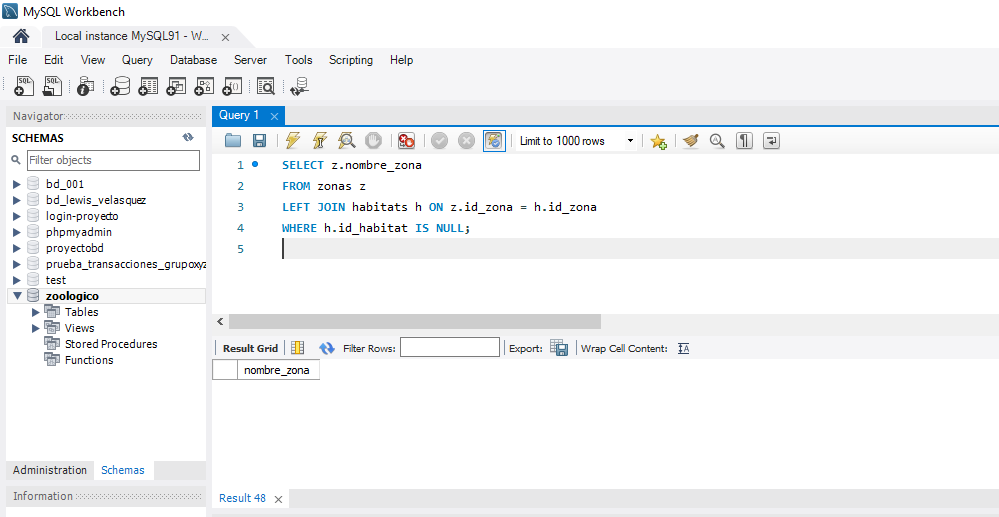 MySQL Workbench
Local instance MySQL91 - W...
File Edit View Query Database Server Tools Scripting Help
Navigator
Query 1
SCHEMAS
Filter objects
Limit to 1000 rows
bd_001
bd_lewis_velasquez
login-proyecto
phpmyadmin
proyectobd
prueba_transacciones_grupoxyz
test
zoologico
Tables
Views
Stored Procedures
Functions
1 SELECT z.nombre_zona
2 FROM zonas z
3 LEFT JOIN habitats h ON z.id_zona = h.id_zona
4 WHERE h.id_habitat IS NULL;
5
Result Grid Filter Rows: Export: Wrap Cell Content: IA
nombre_zona
Administration Schemas
Information
Result 48